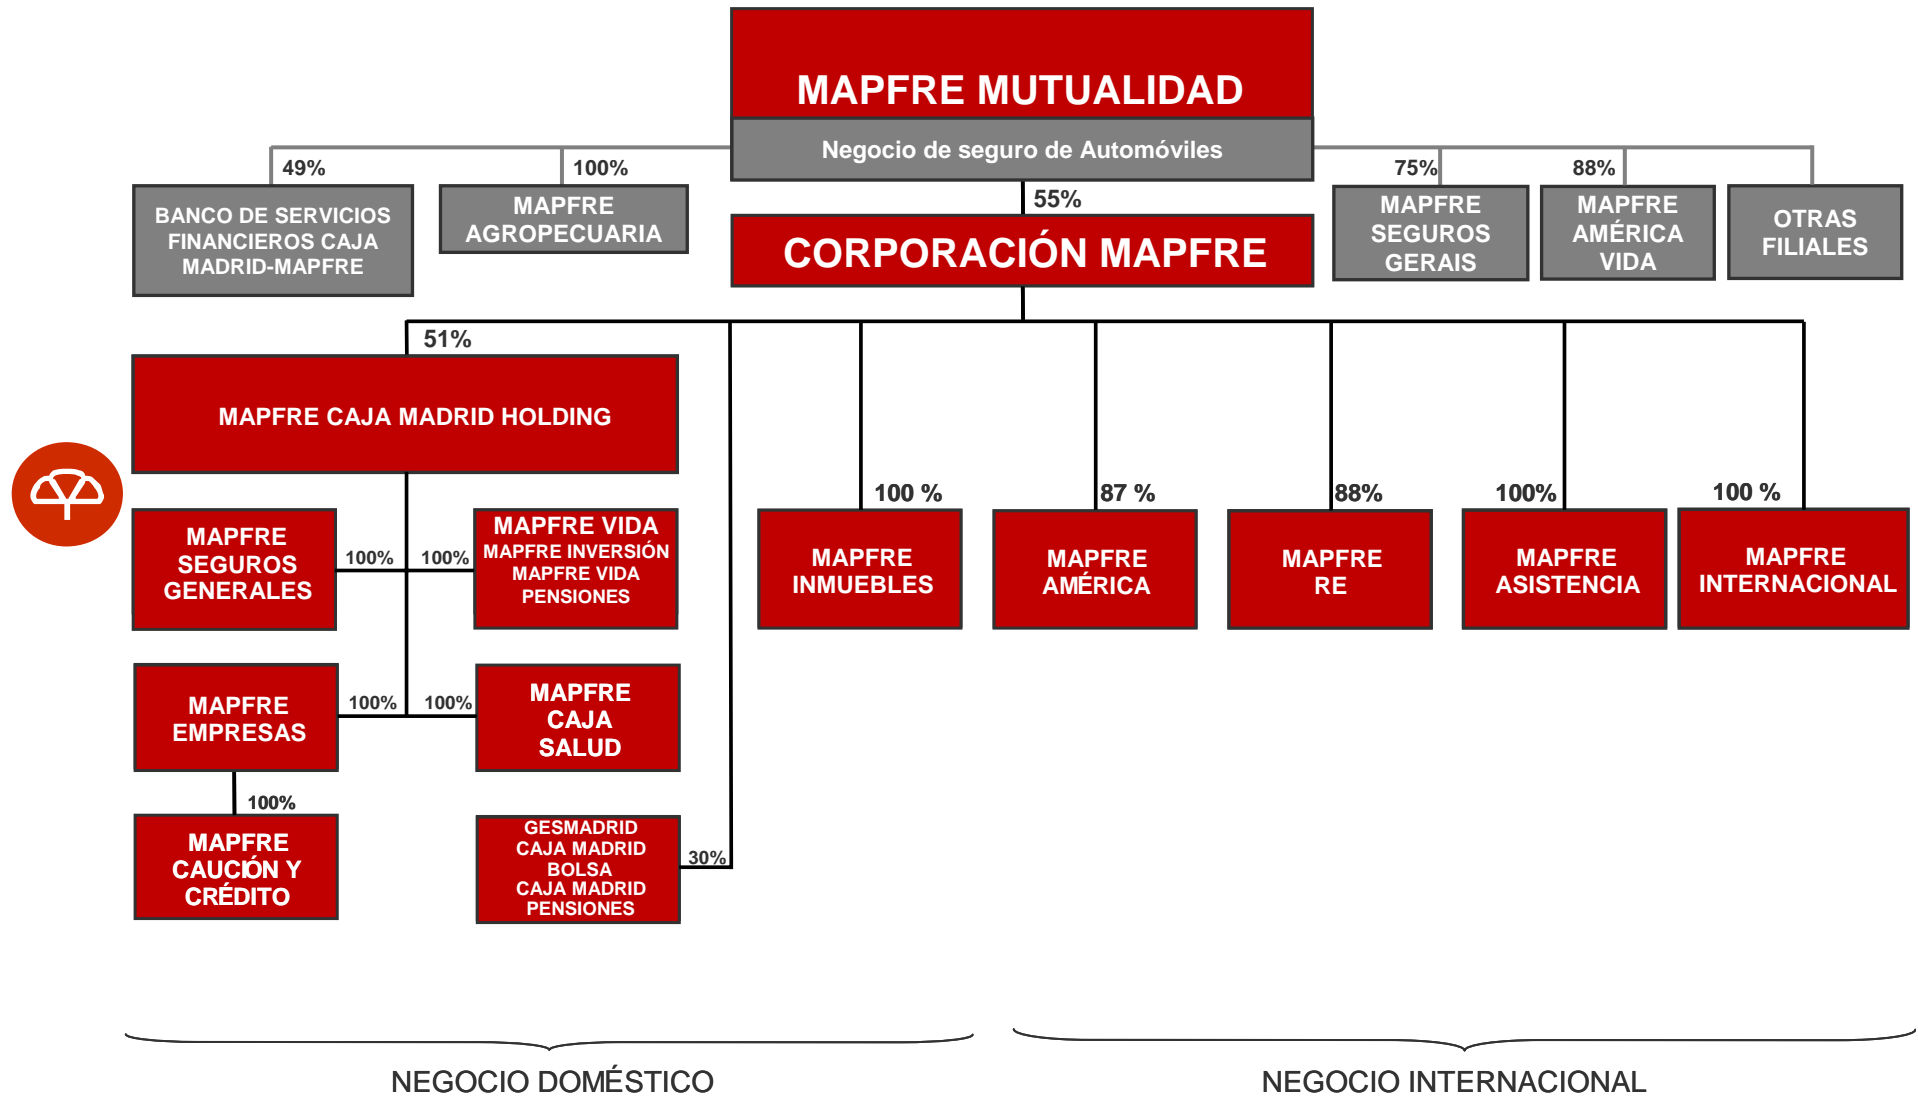 MAPFRE MUTUALIDAD
Negocio de seguro de Automóviles
49%
100%
75%
88%
BANCO DE SERVICIOS
FINANCIEROS CAJA
MADRID-MAPFRE
MAPFRE
AGROPECUARIA
55%
CORPORACIÓN MAPFRE
MAPFRE
SEGUROS
GERAIS
MAPFRE
AMÉRICA
VIDA
OTRAS
FILIALES
51%
MAPFRE CAJA MADRID HOLDING
100 %
87 %
88%
100%
100 %
MAPFRE
SEGUROS
GENERALES
100%
100%
MAPFRE VIDA
MAPFRE INVERSIÓN
MAPFRE VIDA
PENSIONES
MAPFRE
INMUEBLES
MAPFRE
AMÉRICA
MAPFRE
RE
MAPFRE
ASISTENCIA
MAPFRE
INTERNACIONAL
MAPFRE
EMPRESAS
100%
100%
MAPFRE
CAJA
SALUD
100%
MAPFRE
CAUCIÓN Y
CRÉDITO
GESMADRID
CAJA MADRID
BOLSA
CAJA MADRID
PENSIONES
30%
NEGOCIO DOMÉSTICO
NEGOCIO INTERNACIONAL